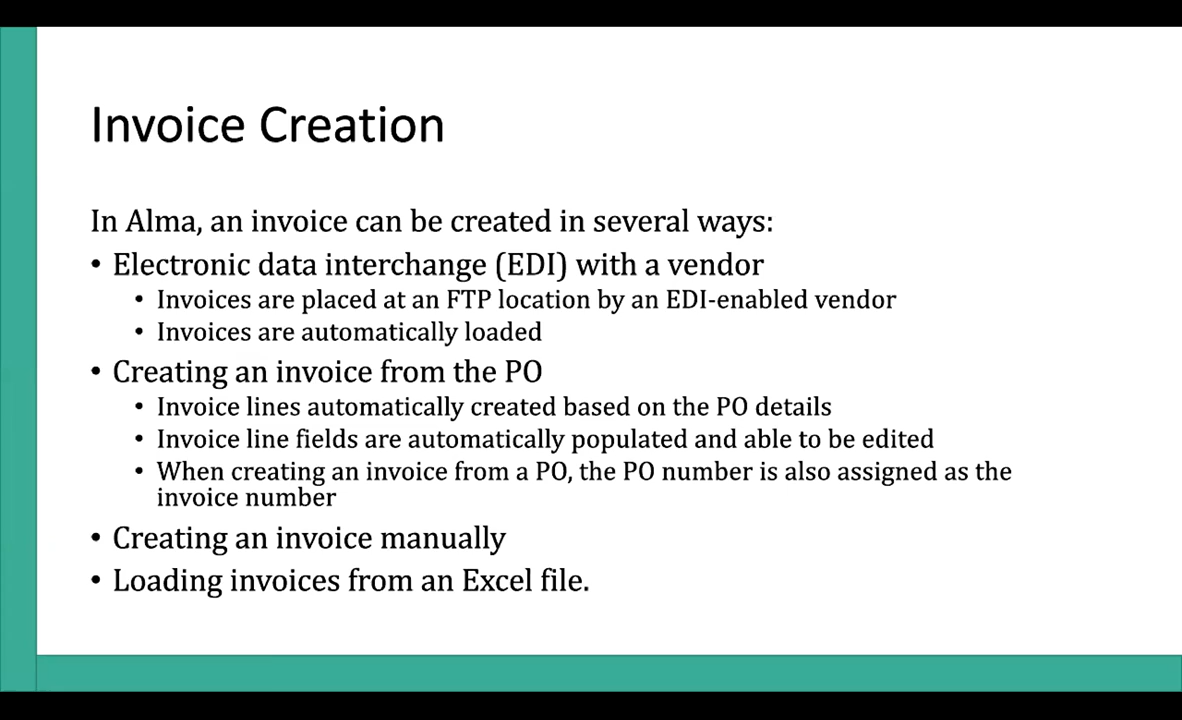 Invoice Creation
In Alma, an invoice can be created in several ways:
• Electronic data interchange (EDI) with a vendor
• Invoices are placed at an FTP location by an EDI-enabled vendor
• Invoices are automatically loaded
• Creating an invoice from the PO
• Invoice lines automatically created based on the PO details
• Invoice line fields are automatically populated and able to be edited
• When creating an invoice from a PO, the PO number is also assigned as the
invoice number
• Creating an invoice manually
• Loading invoices from an Excel file.